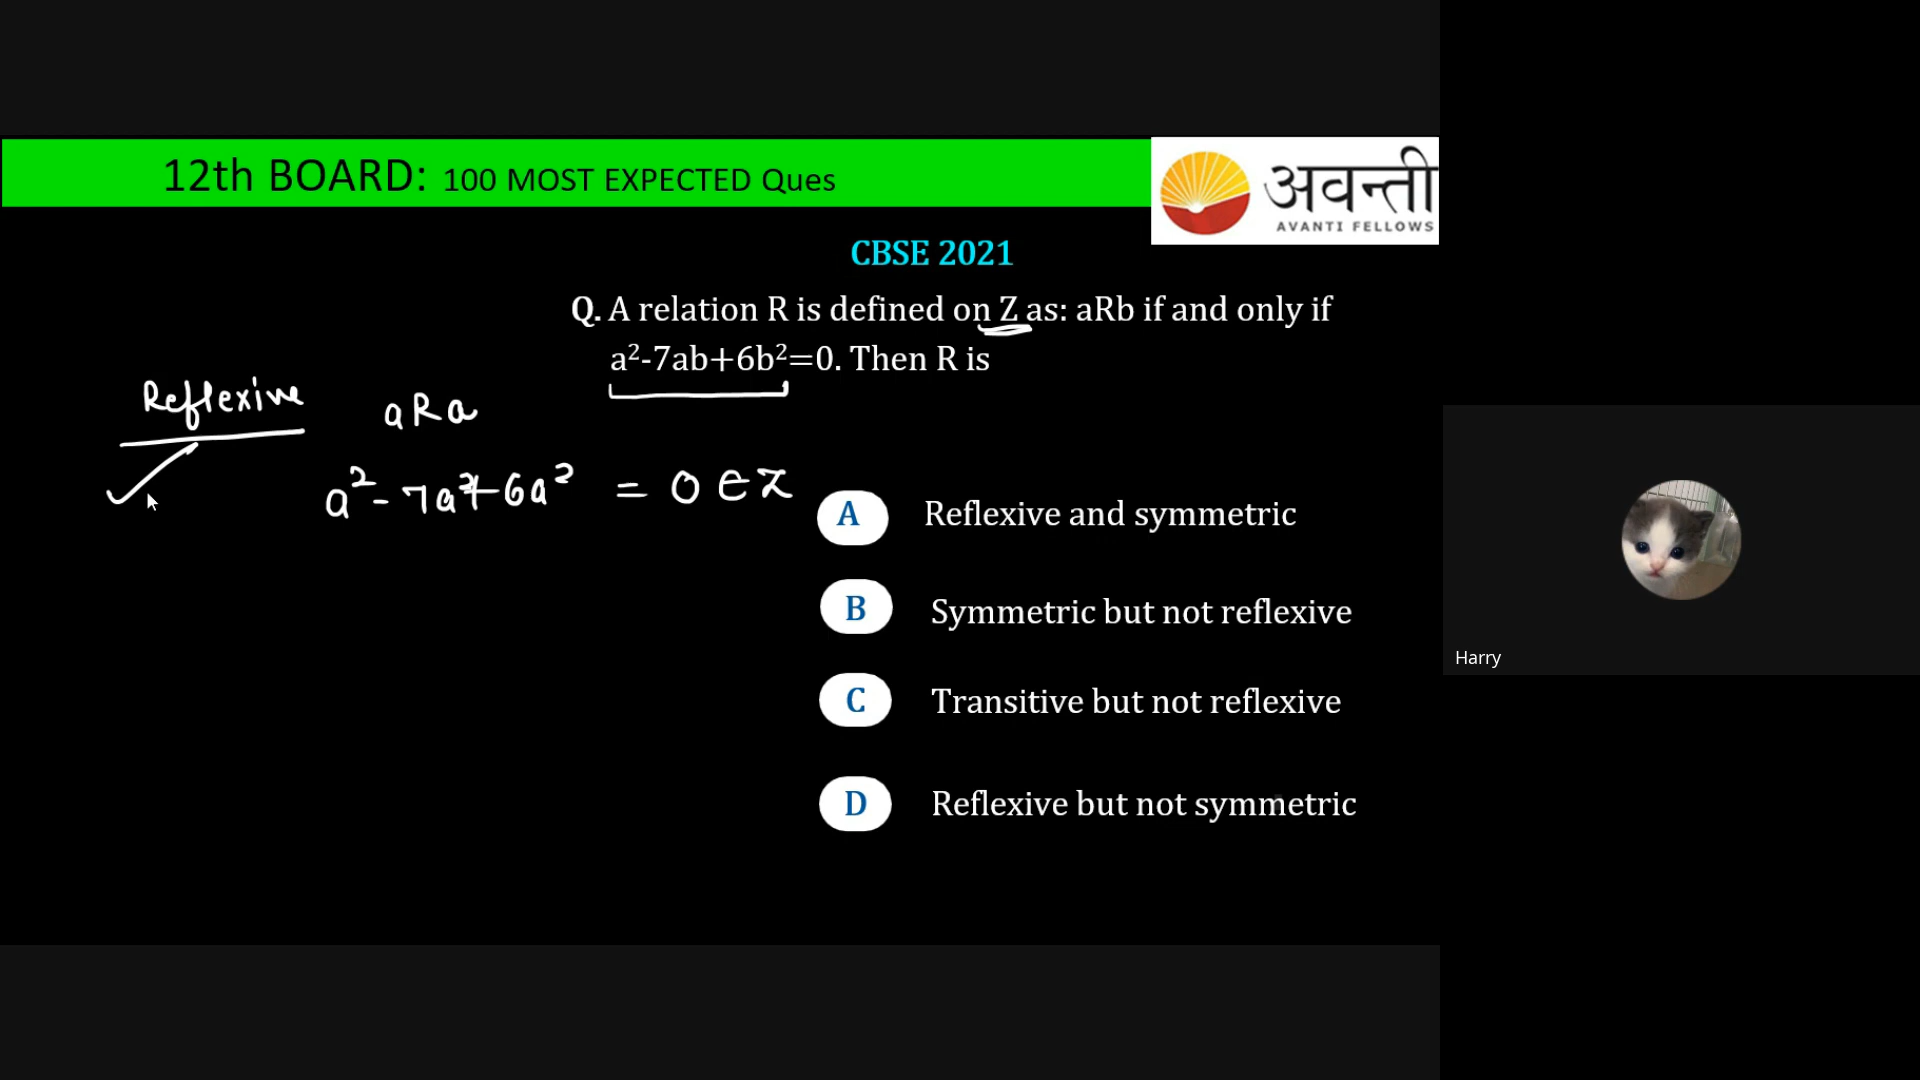 12th BOARD: 100 MOST EXPECTED Ques
अवन्ती
AVANTI FELLOWS
CBSE 2021
Q. A relation R is defined on Z as: aRb if and only if
a²-7ab+6b²=0. Then R is
Reflexive
aRa
a² - 7a² + 6a² = 0 ∈ Z
A Reflexive and symmetric
B Symmetric but not reflexive
C Transitive but not reflexive
D Reflexive but not symmetric
Harry